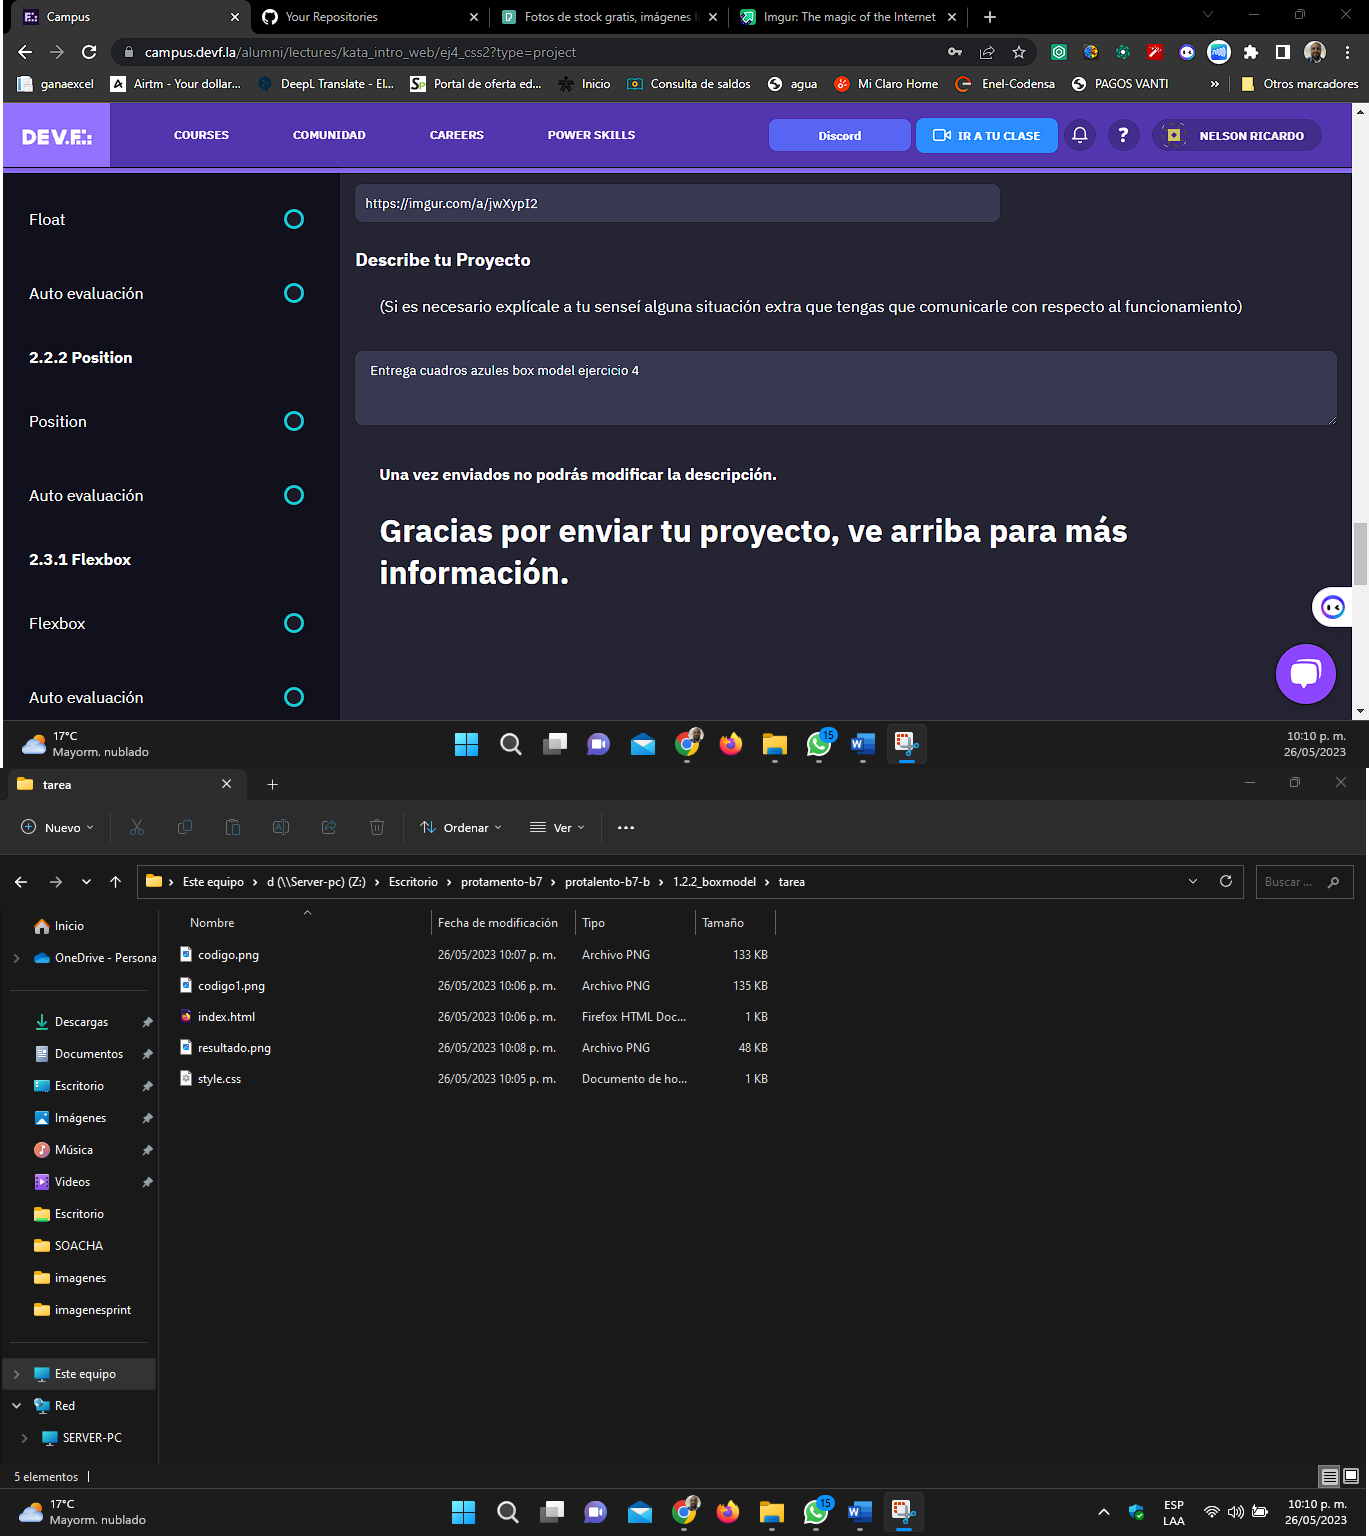 Campus
Your Repositories
Fotos de stock gratis, imágenes li
Imgur: The magic of the Internet
campus.devf.la/alumni/lectures/kata_intro_web/ej4_css2?type=project
ganaexcel
Airtm - Your dollar...
DeepL Translate - El...
Portal de oferta ed...
Inicio
Consulta de saldos
agua
Mi Claro Home
Enel-Codensa
PAGOS VANTI
»
Otros marcadores
DEV.F.:
COURSES
COMUNIDAD
CAREERS
POWER SKILLS
Discord
IR A TU CLASE
?
NELSON RICARDO
Float
Auto evaluación
2.2.2 Position
Position
Auto evaluación
2.3.1 Flexbox
Flexbox
Auto evaluación
https://imgur.com/a/jwXypI2
Describe tu Proyecto
(Si es necesario explícale a tu senseí alguna situación extra que tengas que comunicarle con respecto al funcionamiento)
Entrega cuadros azules box model ejercicio 4
Una vez enviados no podrás modificar la descripción.
Gracias por enviar tu proyecto, ve arriba para más
información.
17°C
Mayorm. nublado
15
10:10 p. m.
26/05/2023
tarea
Nuevo
Ordenar
Ver
Este equipo › d (\\Server-pc) (Z:) › Escritorio › protamento-b7 › protalento-b7-b › 1.2.2_boxmodel › tarea
Buscar ...
Inicio
OneDrive - Persona
Descargas
Documentos
Escritorio
Imágenes
Música
Videos
Escritorio
SOACHA
imagenes
imagenesprint
Este equipo
Red
SERVER-PC
Nombre Fecha de modificación Tipo Tamaño
codigo.png 26/05/2023 10:07 p. m. Archivo PNG 133 KB
codigo1.png 26/05/2023 10:06 p. m. Archivo PNG 135 KB
index.html 26/05/2023 10:06 p. m. Firefox HTML Doc... 1 KB
resultado.png 26/05/2023 10:08 p. m. Archivo PNG 48 KB
style.css 26/05/2023 10:05 p. m. Documento de ho... 1 KB
5 elementos
17°C
Mayorm. nublado
15
ESP
LAA
10:10 p. m.
26/05/2023